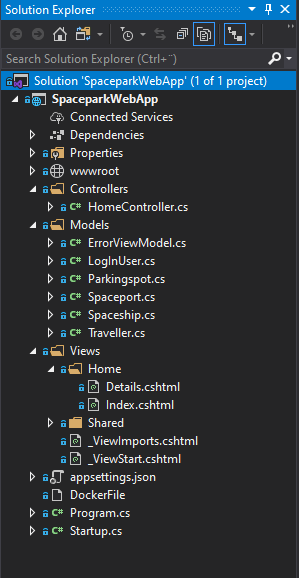 Solution Explorer
Search Solution Explorer (Ctrl+¨)
Solution 'SpaceparkWebApp' (1 of 1 project)
SpaceparkWebApp
Connected Services
Dependencies
Properties
wwwroot
Controllers
C# HomeController.cs
Models
C# ErrorViewModel.cs
C# LogInUser.cs
C# Parkingspot.cs
C# Spaceport.cs
C# Spaceship.cs
C# Traveller.cs
Views
Home
Details.cshtml
Index.cshtml
Shared
_ViewImports.cshtml
_ViewStart.cshtml
appsettings.json
DockerFile
C# Program.cs
C# Startup.cs